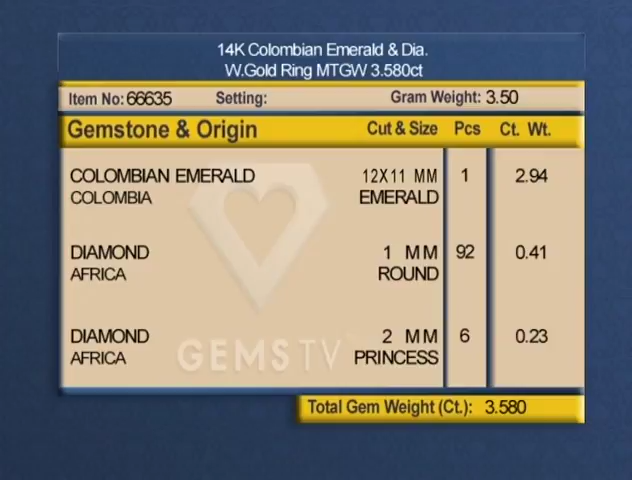 14K Colombian Emerald & Dia.
W.Gold Ring MTGW 3.580ct
Item No: 66635 Setting: Gram Weight: 3.50
Gemstone & Origin Cut & Size Pcs Ct. Wt.
COLOMBIAN EMERALD 12X11 MM 1 2.94
COLOMBIA EMERALD
DIAMOND 1 MM 92 0.41
AFRICA ROUND
DIAMOND 2 MM 6 0.23
AFRICA PRINCESS
GEMS TV
Total Gem Weight (Ct.): 3.580